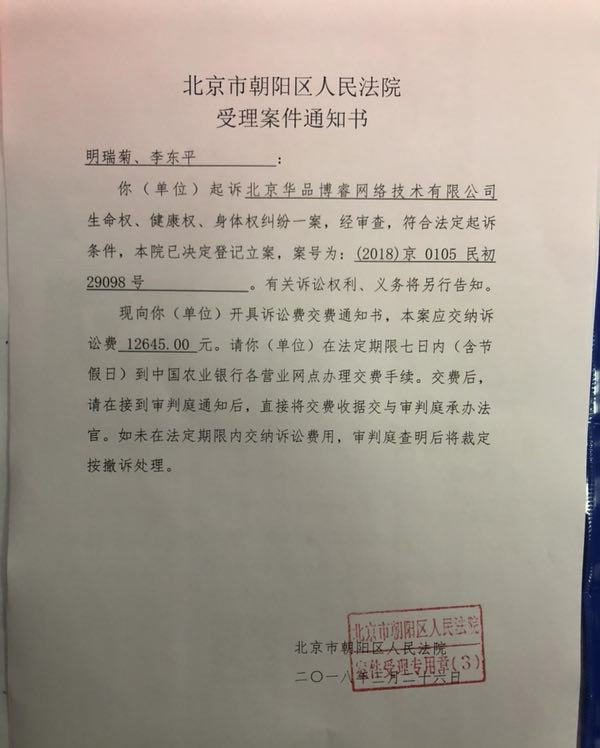 北京市朝阳区人民法院
受理案件通知书
明瑞菊、李东平：
你（单位）起诉北京华品博睿网络技术有限公司
生命权、健康权、身体权纠纷一案，经审查，符合法定起诉
条件，本院已决定登记立案，案号为：(2018)京 0105 民初
29098 号。有关诉讼权利、义务将另行告知。
现向你（单位）开具诉讼费交费通知书，本案应交纳诉
讼费 12645.00 元。请你（单位）在法定期限七日内（含节
假日）到中国农业银行各营业网点办理交费手续。交费后，
请在接到审判庭通知后，直接将交费收据交与审判庭承办法
官。如未在法定期限内交纳诉讼费用，审判庭查明后将裁定
按撤诉处理。
北京市朝阳区人民法院
案件受理专用章(3)
北京市朝阳区人民法院
二〇一八年 月二十六日